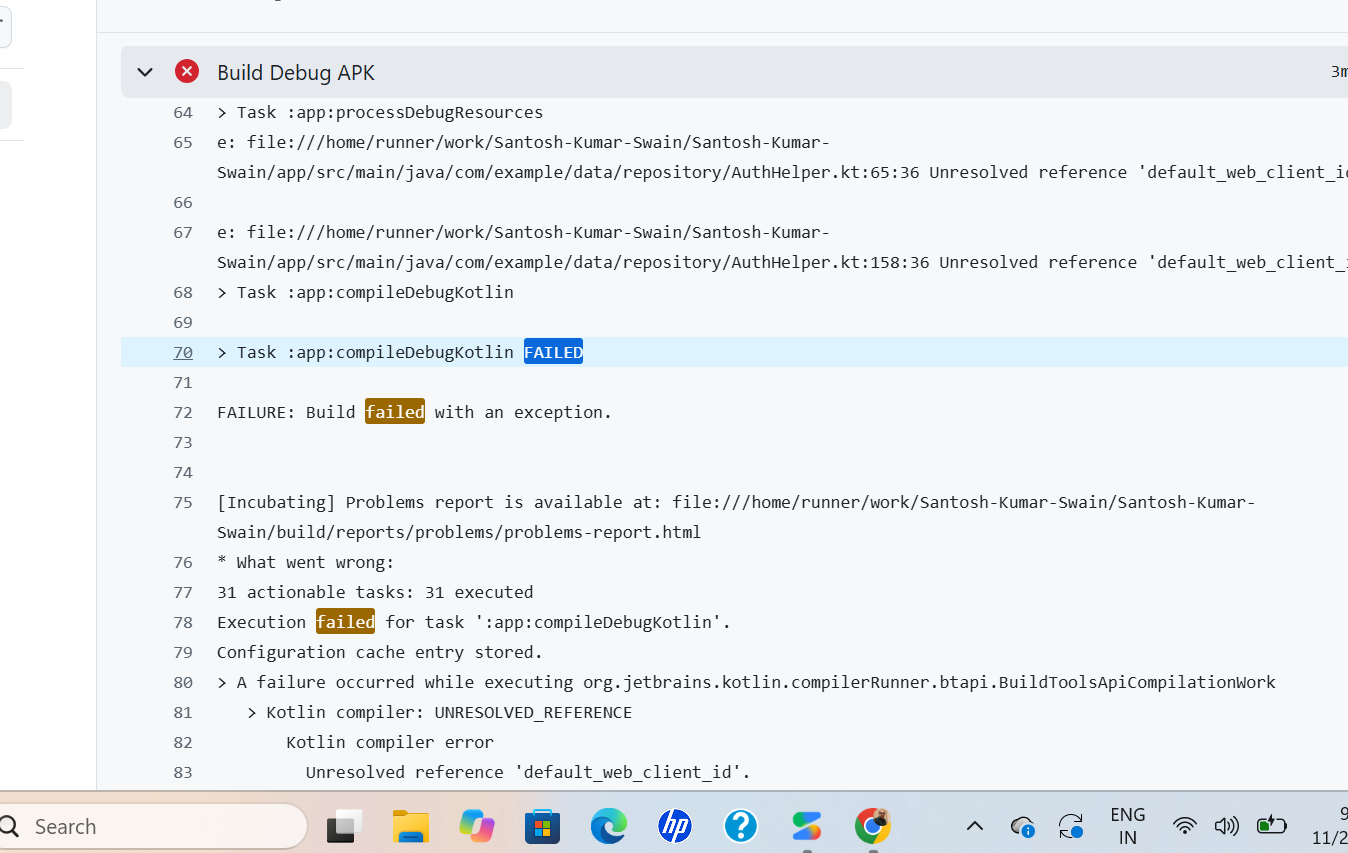 Build Debug APK
3m
64 > Task :app:processDebugResources
65 e: file:///home/runner/work/Santosh-Kumar-Swain/Santosh-Kumar-
Swain/app/src/main/java/com/example/data/repository/AuthHelper.kt:65:36 Unresolved reference 'default_web_client_i
66
67 e: file:///home/runner/work/Santosh-Kumar-Swain/Santosh-Kumar-
Swain/app/src/main/java/com/example/data/repository/AuthHelper.kt:158:36 Unresolved reference 'default_web_client_
68 > Task :app:compileDebugKotlin
69
70 > Task :app:compileDebugKotlin FAILED
71
72 FAILURE: Build failed with an exception.
73
74
75 [Incubating] Problems report is available at: file:///home/runner/work/Santosh-Kumar-Swain/Santosh-Kumar-
Swain/build/reports/problems/problems-report.html
76 * What went wrong:
77 31 actionable tasks: 31 executed
78 Execution failed for task ':app:compileDebugKotlin'.
79 Configuration cache entry stored.
80 > A failure occurred while executing org.jetbrains.kotlin.compilerRunner.btapi.BuildToolsApiCompilationWork
81 > Kotlin compiler: UNRESOLVED_REFERENCE
82 Kotlin compiler error
83 Unresolved reference 'default_web_client_id'.
Search
hp
ENG
IN
9
11/2